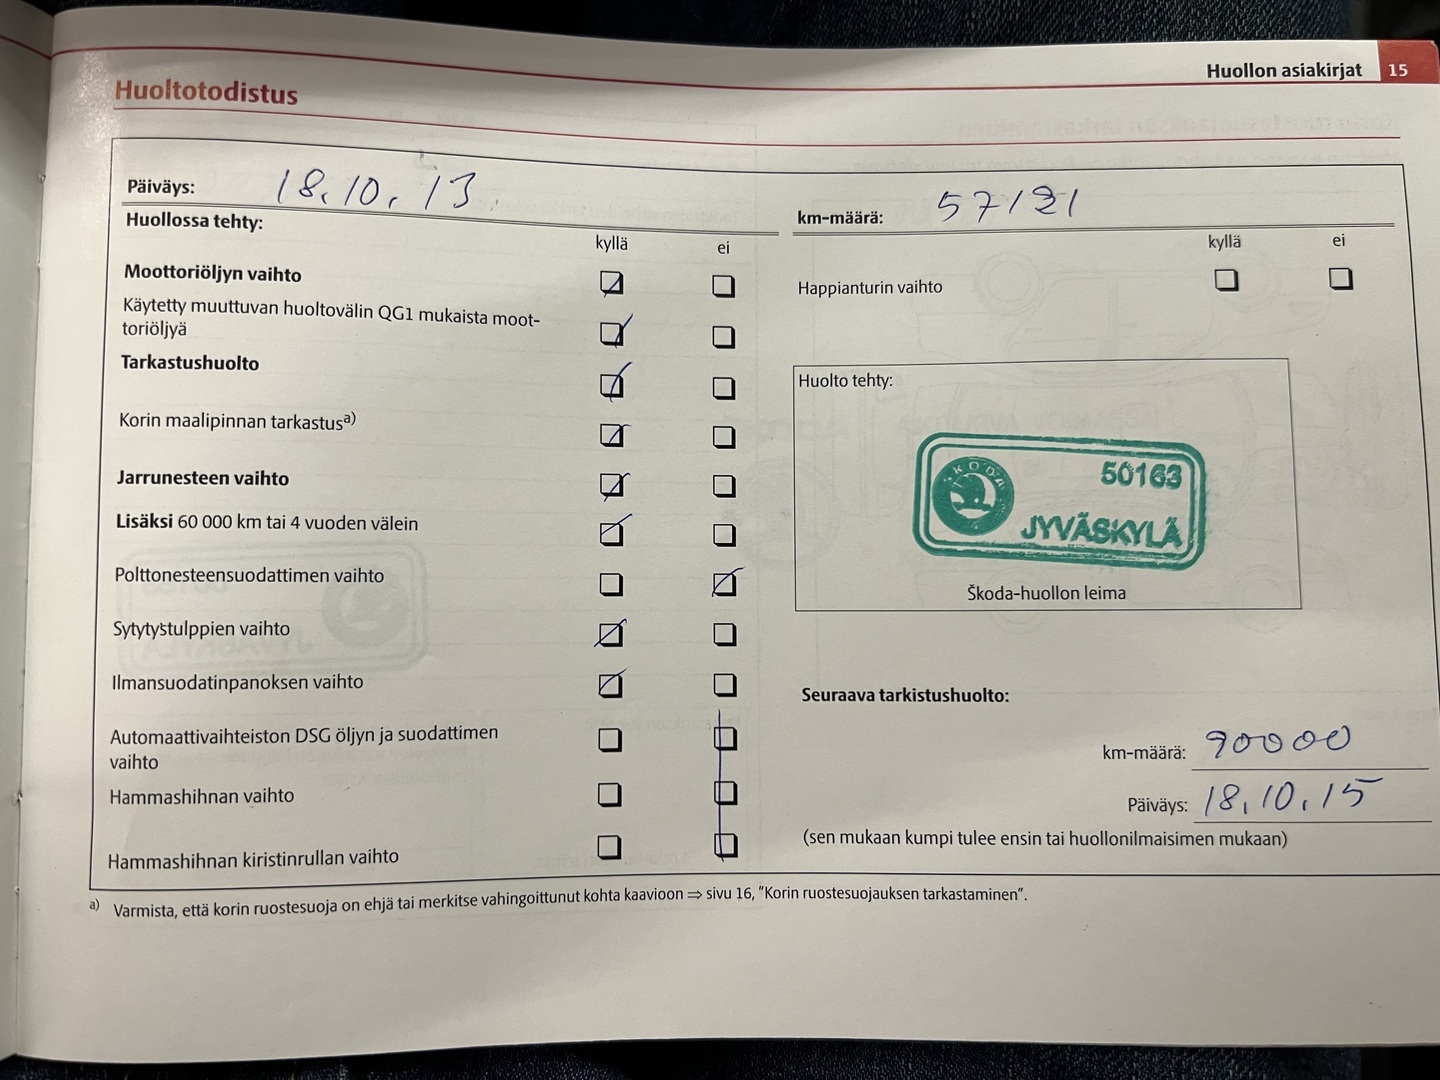 Huollon asiakirjat 15
Huoltotodistus
Päiväys: 18.10.13
Huollossa tehty:
kyllä ei
Moottoriöljyn vaihto
Käytetty muuttuvan huoltovälin QG1 mukaista moot-
toriöljyä
Tarkastushuolto
Korin maalipinnan tarkastusa)
Jarrunesteen vaihto
Lisäksi 60 000 km tai 4 vuoden välein
Polttonesteensuodattimen vaihto
Sytytystulppien vaihto
Ilmansuodatinpanoksen vaihto
Automaattivaihteiston DSG öljyn ja suodattimen
vaihto
Hammashihnan vaihto
Hammashihnan kiristinrullan vaihto
km-määrä: 57121
kyllä ei
Happianturin vaihto
Huolto tehty:
SKODA
50163
JYVÄSKYLÄ
Škoda-huollon leima
Seuraava tarkistushuolto:
km-määrä: 90000
Päiväys: 18.10.15
(sen mukaan kumpi tulee ensin tai huollonilmaisimen mukaan)
a) Varmista, että korin ruostesuoja on ehjä tai merkitse vahingoittunut kohta kaavioon ⇒ sivu 16, "Korin ruostesuojauksen tarkastaminen".